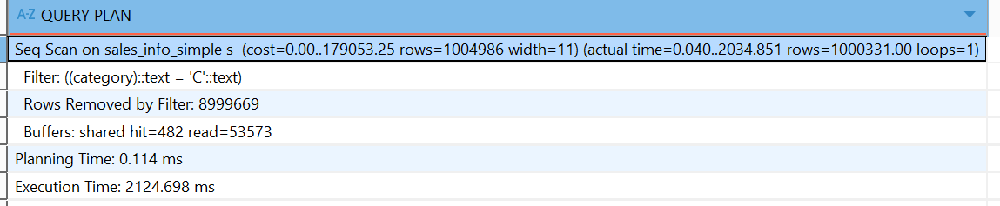 A-Z QUERY PLAN
Seq Scan on sales_info_simple s  (cost=0.00..179053.25 rows=1004986 width=11) (actual time=0.040..2034.851 rows=1000331.00 loops=1)
Filter: ((category)::text = 'C'::text)
Rows Removed by Filter: 8999669
Buffers: shared hit=482 read=53573
Planning Time: 0.114 ms
Execution Time: 2124.698 ms